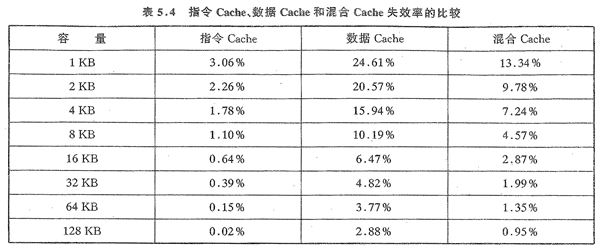 表 5.4 指令 Cache、数据 Cache 和混合 Cache 失效率的比较
容 量 指令 Cache 数据 Cache 混合 Cache
1 KB 3.06% 24.61% 13.34%
2 KB 2.26% 20.57% 9.78%
4 KB 1.78% 15.94% 7.24%
8 KB 1.10% 10.19% 4.57%
16 KB 0.64% 6.47% 2.87%
32 KB 0.39% 4.82% 1.99%
64 KB 0.15% 3.77% 1.35%
128 KB 0.02% 2.88% 0.95%